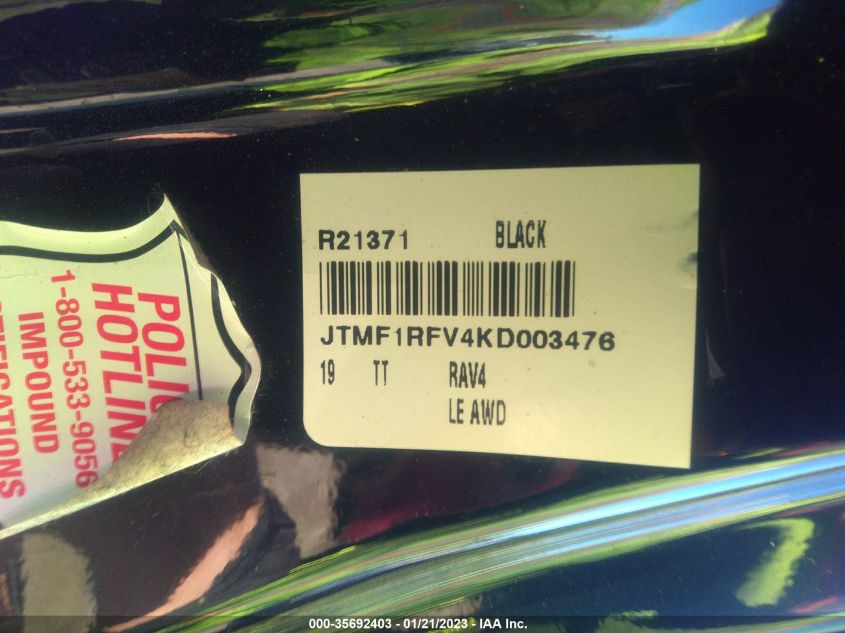 R21371 BLACK
JTMF1RFV4KD003476
19 TT RAV4
LE AWD
HOTLINE
1-800-533-9056
IMPOUND
000-35692403 - 01/21/2023 - IAA Inc.